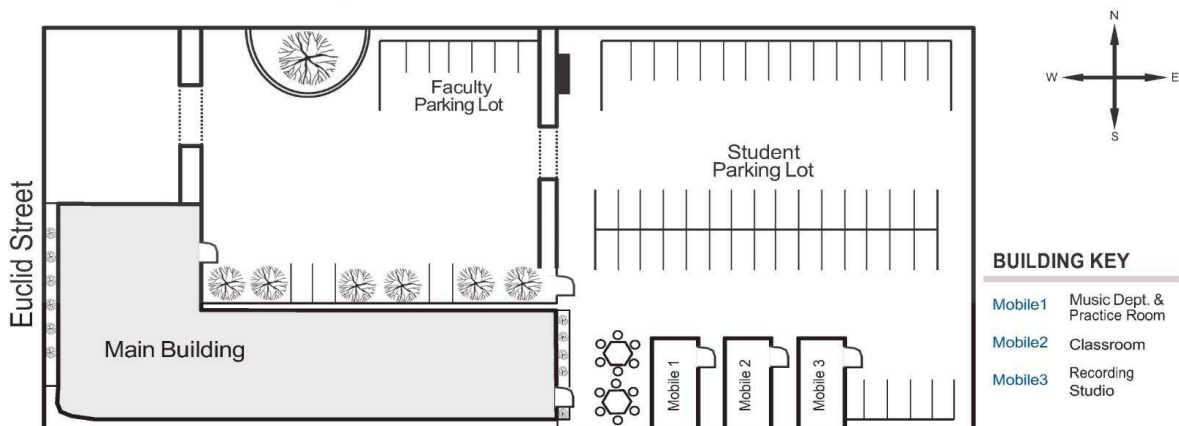 Faculty
Parking Lot
Student
Parking Lot
N
W
E
S
Euclid Street
Main Building
Mobile 1
Mobile 2
Mobile 3
BUILDING KEY
Mobile1 Music Dept. &
Practice Room
Mobile2 Classroom
Mobile3 Recording
Studio